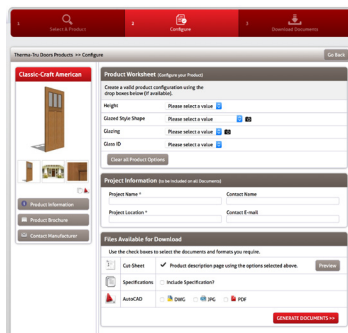 1
Select A Product
2
Configure
3
Download Documents
Therma-Tru Doors Products >> Configure
Go Back
Classic-Craft American
Product Information
Product Brochure
Contact Manufacturer
Product Worksheet (Configure your Product)
Create a valid product configuration using the
drop boxes below (if available).
Height
Please select a value
Glazed Style Shape
Please select a value
Glazing
Please select a value
Glass ID
Please select a value
Clear all Product Options
Project Information (to be included on all Documents)
Project Name *
Contact Name
Project Location *
Contact E-mail
Files Available for Download
Use the check boxes to select the documents and formats you require.
Cut-Sheet
Product description page using the options selected above.
Preview
Specifications
Include Specification?
AutoCAD
DWG
JPG
PDF
GENERATE DOCUMENTS >>